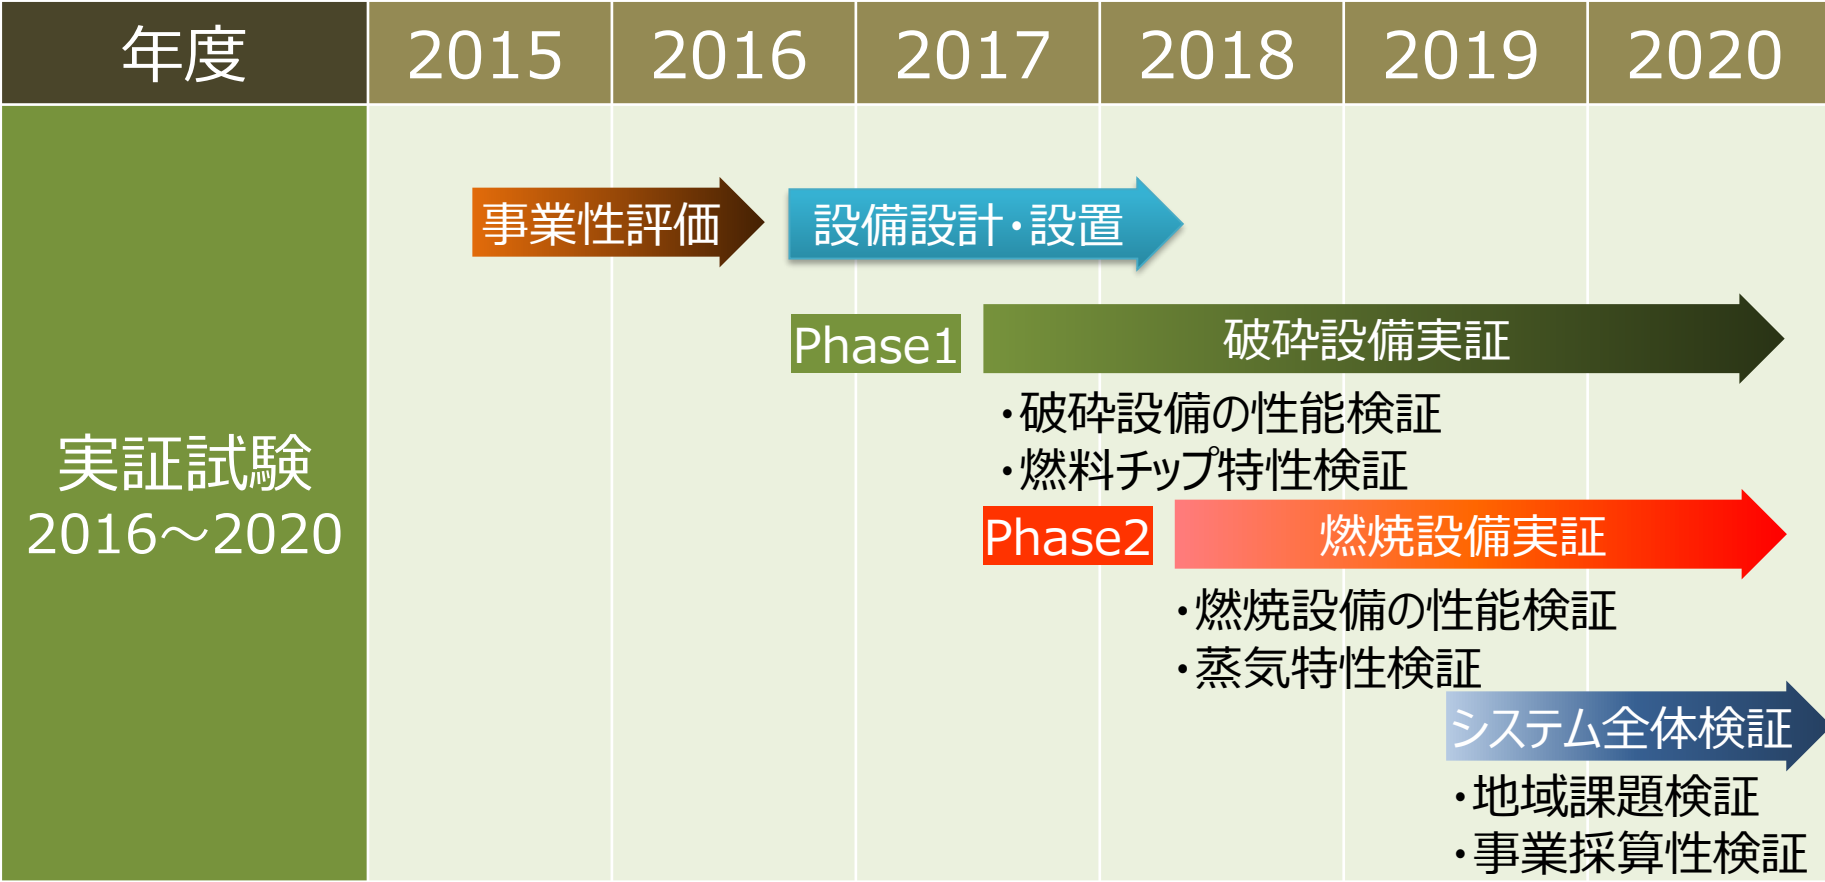 年度 2015 2016 2017 2018 2019 2020
事業性評価 設備設計・設置
Phase1 破砕設備実証
・破砕設備の性能検証
・燃料チップ特性検証
実証試験
2016～2020
Phase2 燃焼設備実証
・燃焼設備の性能検証
・蒸気特性検証
システム全体検証
・地域課題検証
・事業採算性検証